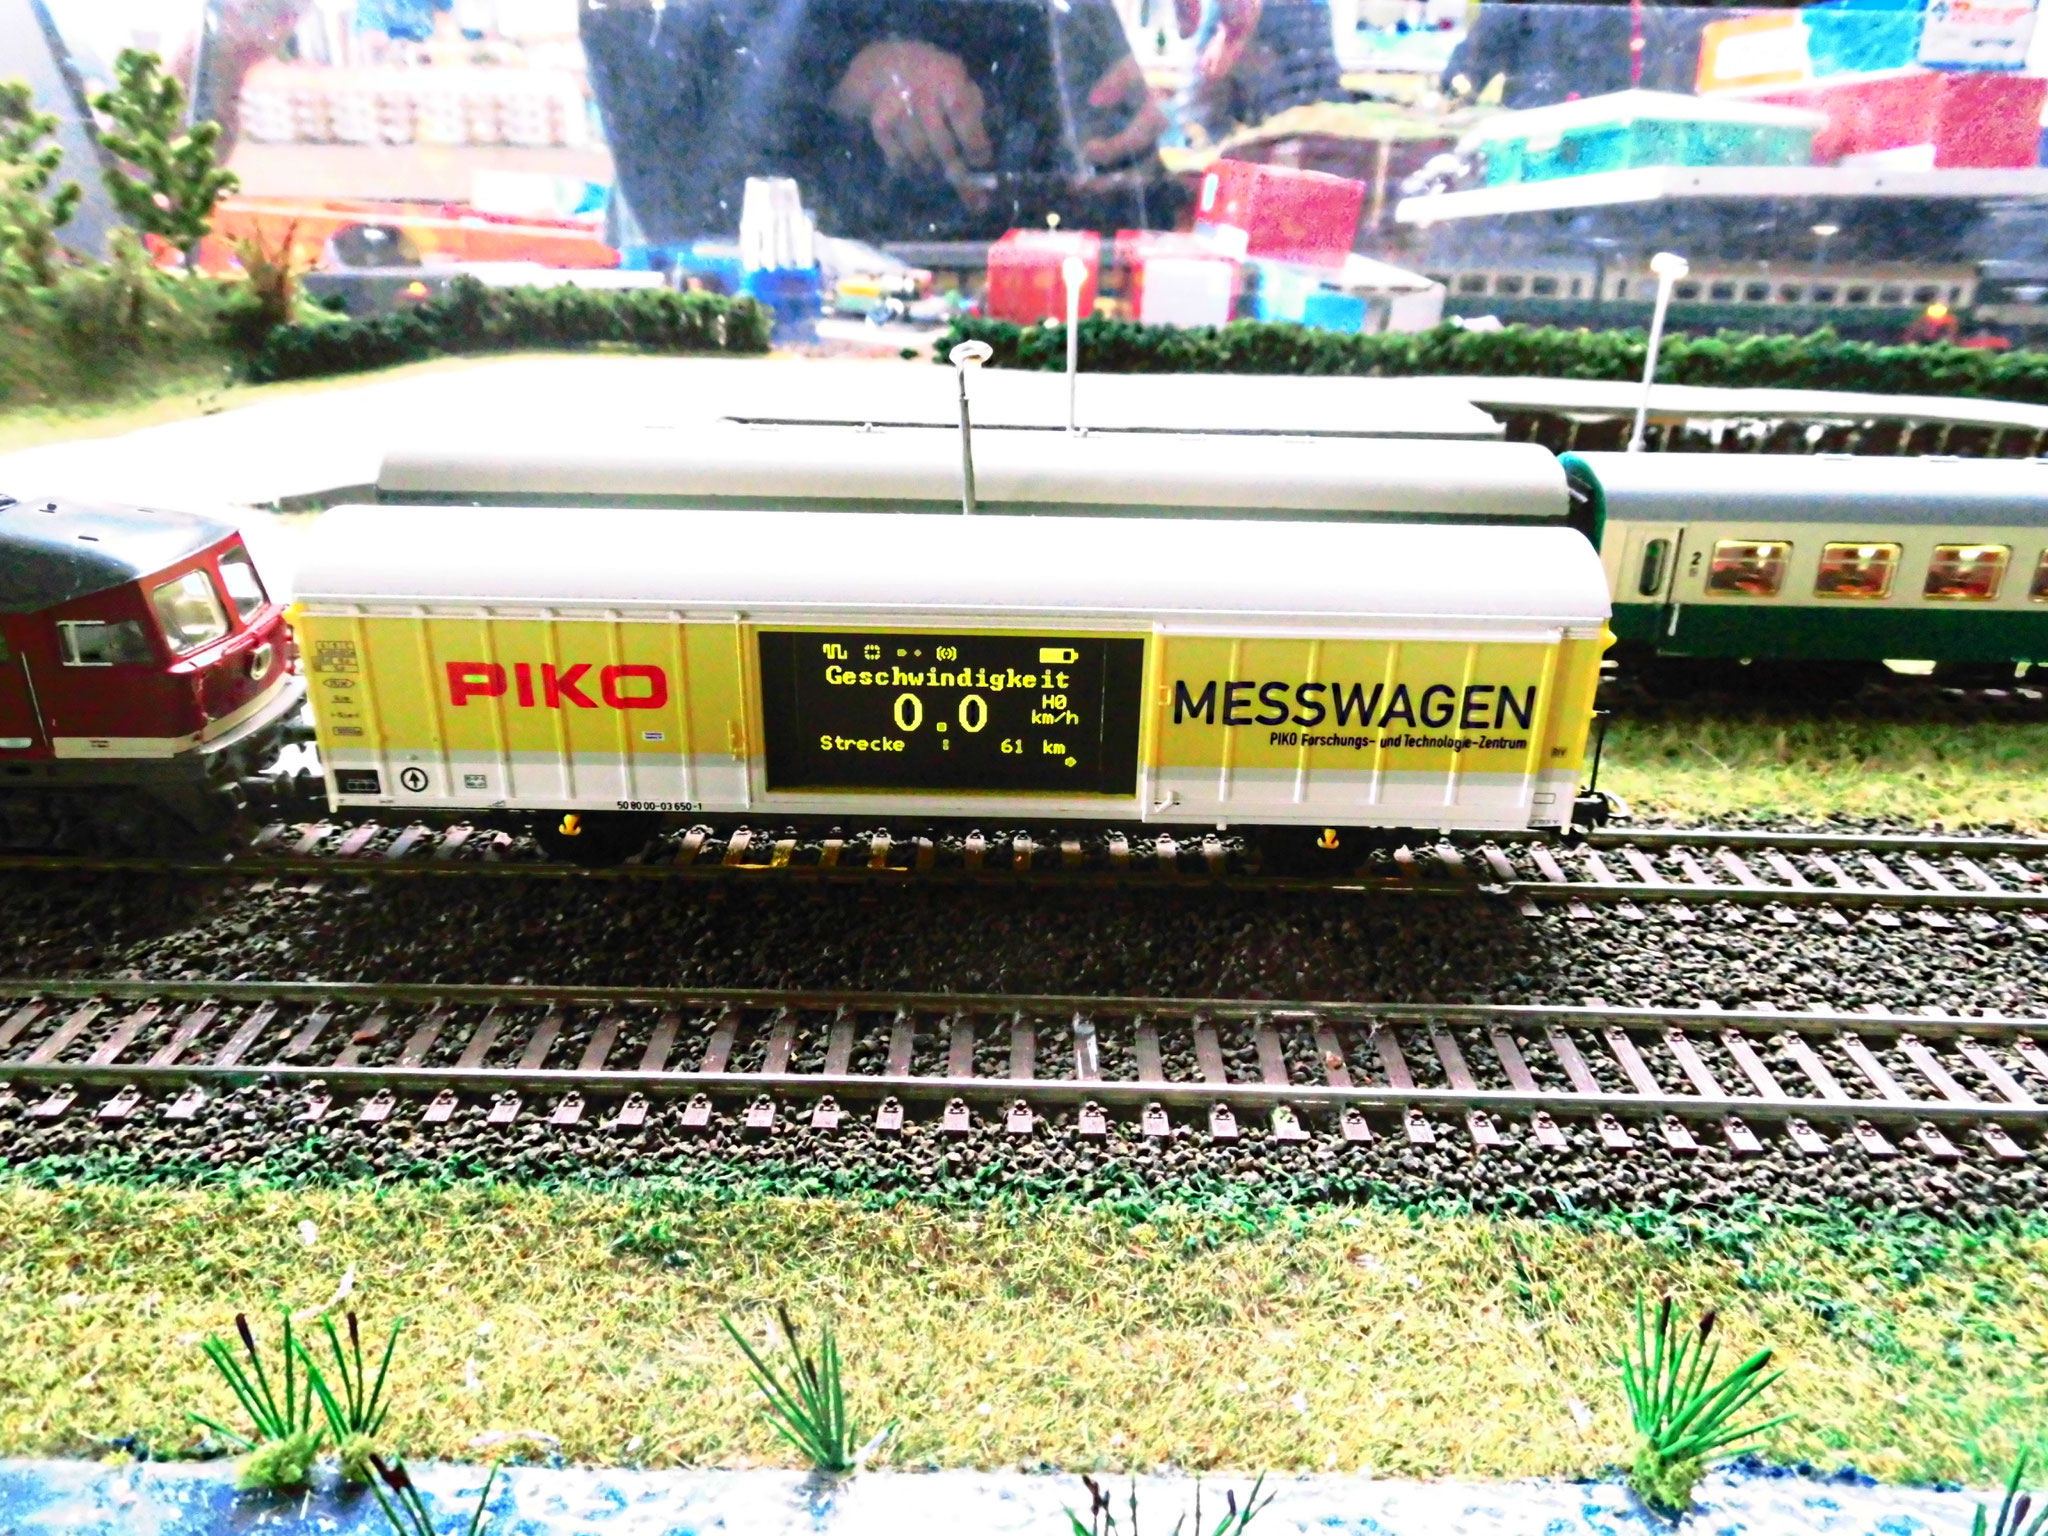 PIKO
Geschwindigkeit
0.0 H0 km/h
Strecke : 61 km
MESSWAGEN
PIKO Forschungs- und Technologie-Zentrum
50 80 00-03 650-1
2